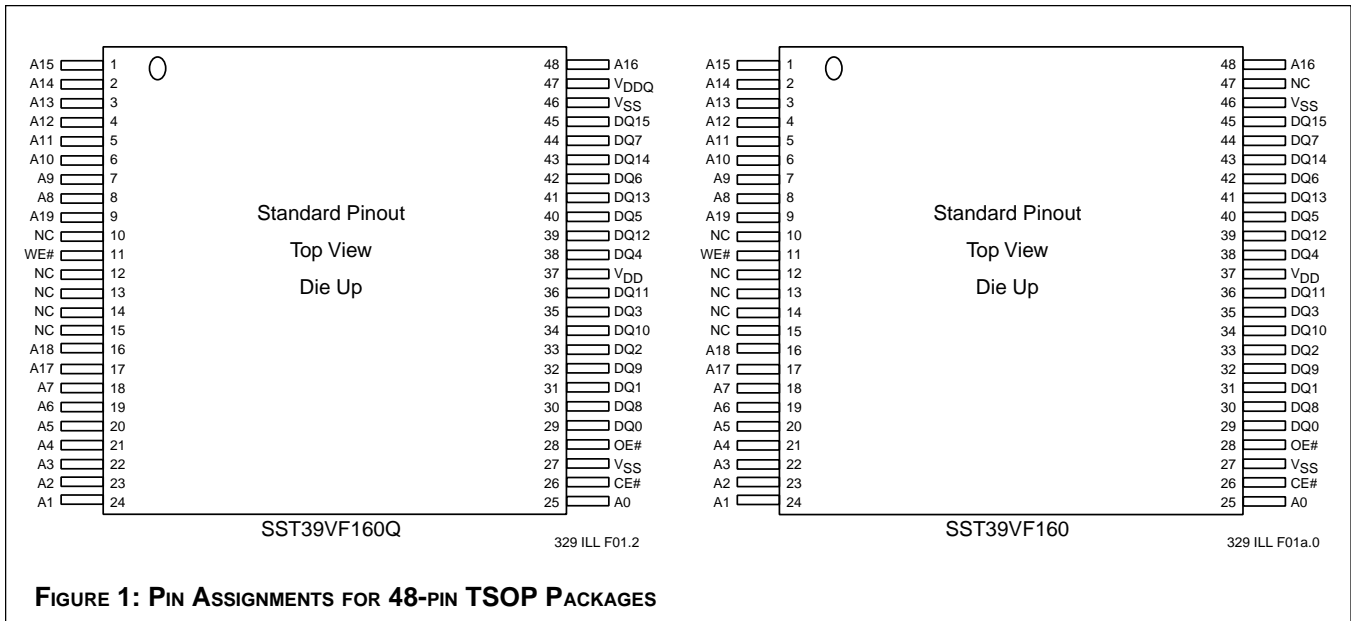 A15 1 48 A16
A14 2 47 VDDQ
A13 3 46 VSS
A12 4 45 DQ15
A11 5 44 DQ7
A10 6 43 DQ14
A9 7 42 DQ6
A8 8 41 DQ13
A19 9 40 DQ5
NC 10 39 DQ12
WE# 11 38 DQ4
NC 12 37 VDD
NC 13 36 DQ11
NC 14 35 DQ3
NC 15 34 DQ10
A18 16 33 DQ2
A17 17 32 DQ9
A7 18 31 DQ1
A6 19 30 DQ8
A5 20 29 DQ0
A4 21 28 OE#
A3 22 27 VSS
A2 23 26 CE#
A1 24 25 A0
Standard Pinout
Top View
Die Up
SST39VF160Q
329 ILL F01.2
A15 1 48 A16
A14 2 47 NC
A13 3 46 VSS
A12 4 45 DQ15
A11 5 44 DQ7
A10 6 43 DQ14
A9 7 42 DQ6
A8 8 41 DQ13
A19 9 40 DQ5
NC 10 39 DQ12
WE# 11 38 DQ4
NC 12 37 VDD
NC 13 36 DQ11
NC 14 35 DQ3
NC 15 34 DQ10
A18 16 33 DQ2
A17 17 32 DQ9
A7 18 31 DQ1
A6 19 30 DQ8
A5 20 29 DQ0
A4 21 28 OE#
A3 22 27 VSS
A2 23 26 CE#
A1 24 25 A0
Standard Pinout
Top View
Die Up
SST39VF160
329 ILL F01a.0
FIGURE 1: PIN ASSIGNMENTS FOR 48-PIN TSOP PACKAGES